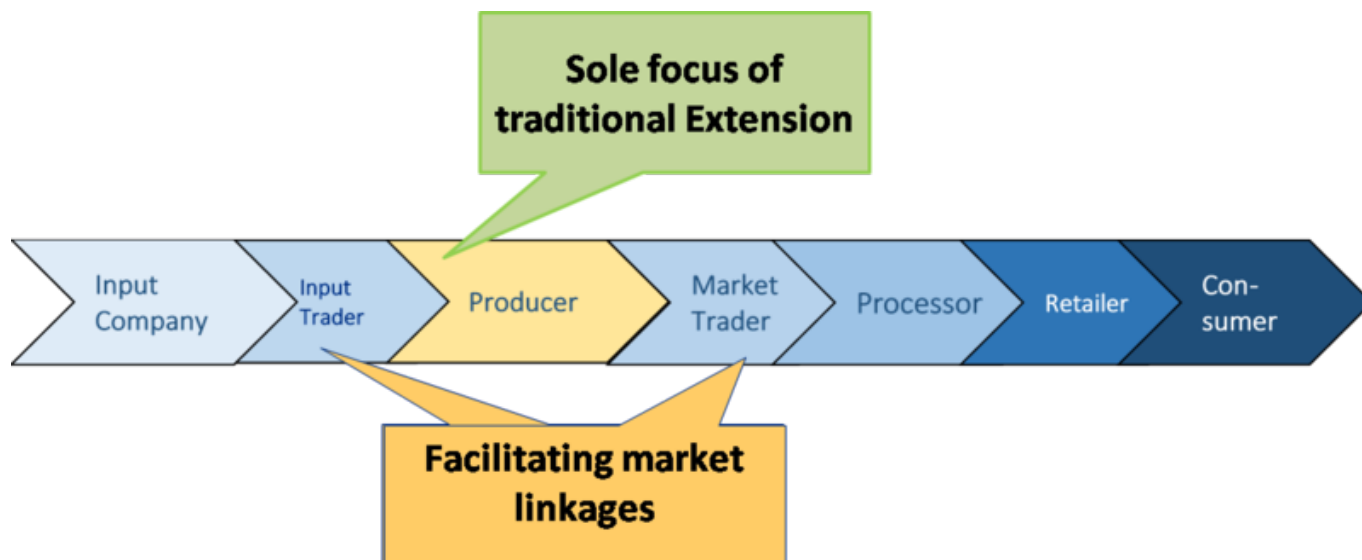 Sole focus of
traditional Extension
Input
Company
Input
Trader
Producer
Market
Trader
Processor
Retailer
Con-
sumer
Facilitating market
linkages